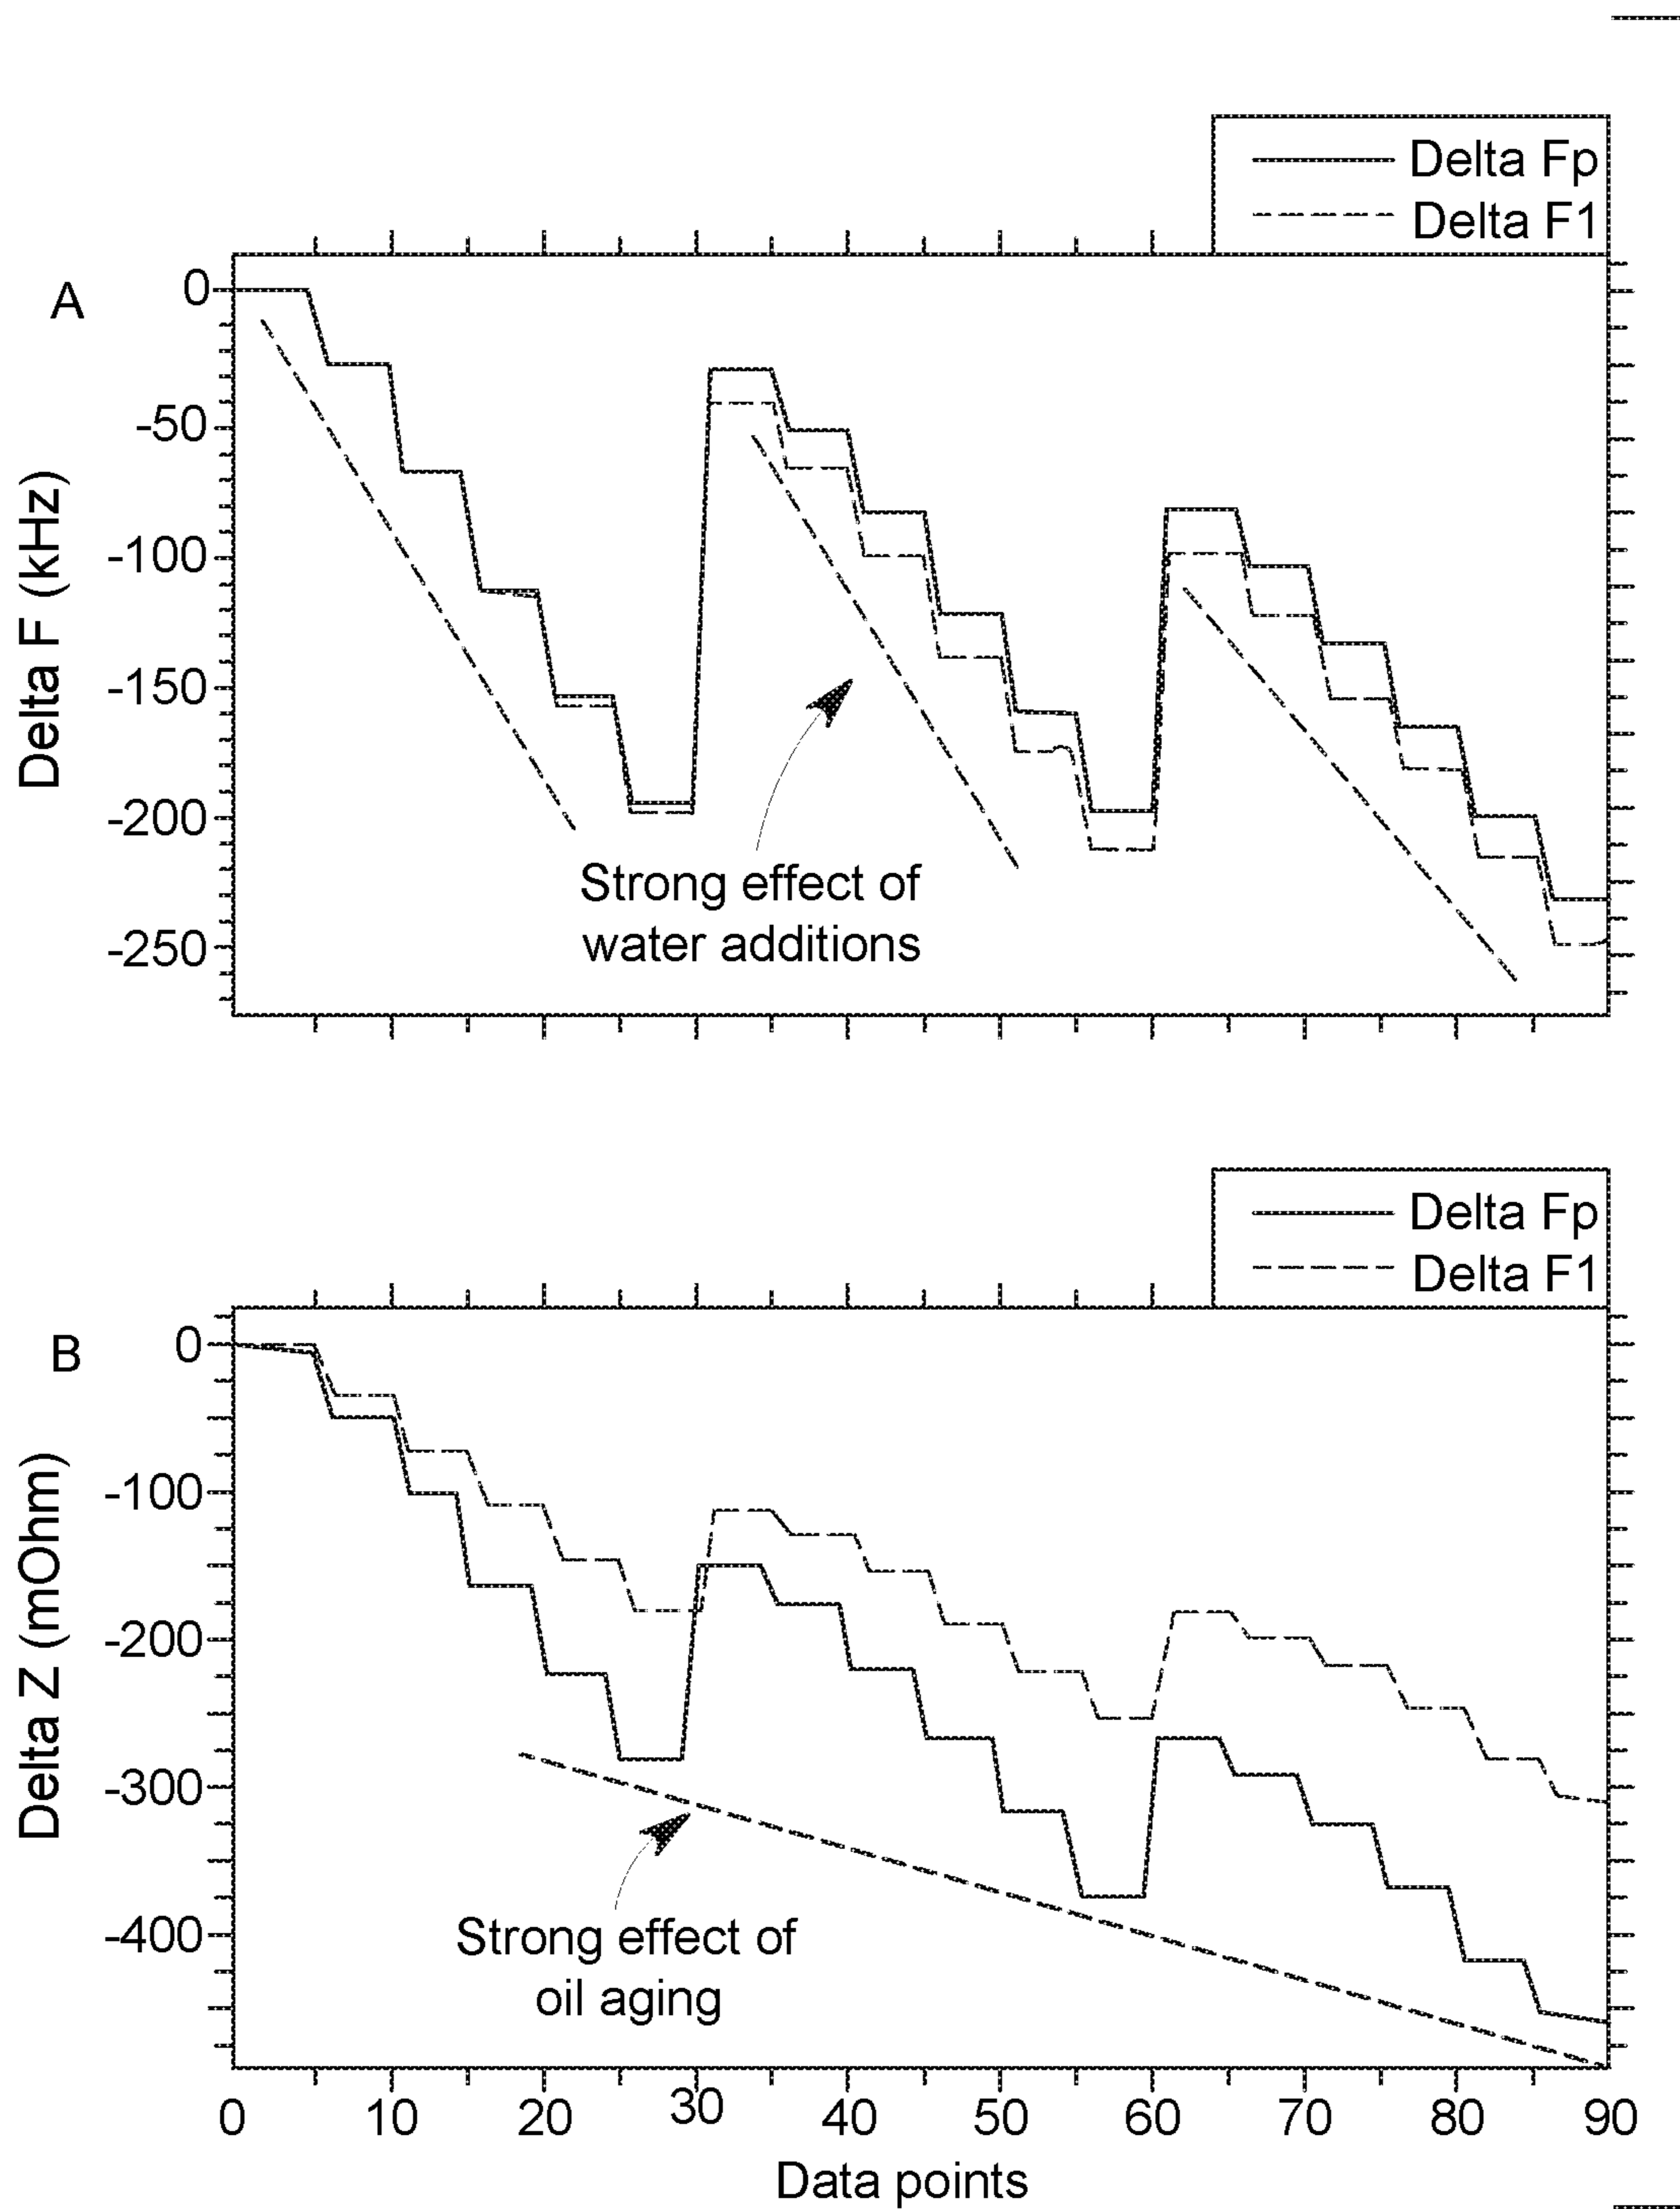 Delta Fp
Delta F1
A
0
-50
-100
-150
-200
-250
Delta F (kHz)
Strong effect of
water additions
Delta Fp
Delta F1
B
0
-100
-200
-300
-400
Delta Z (mOhm)
Strong effect of
oil aging
0 10 20 30 40 50 60 70 80 90
Data points